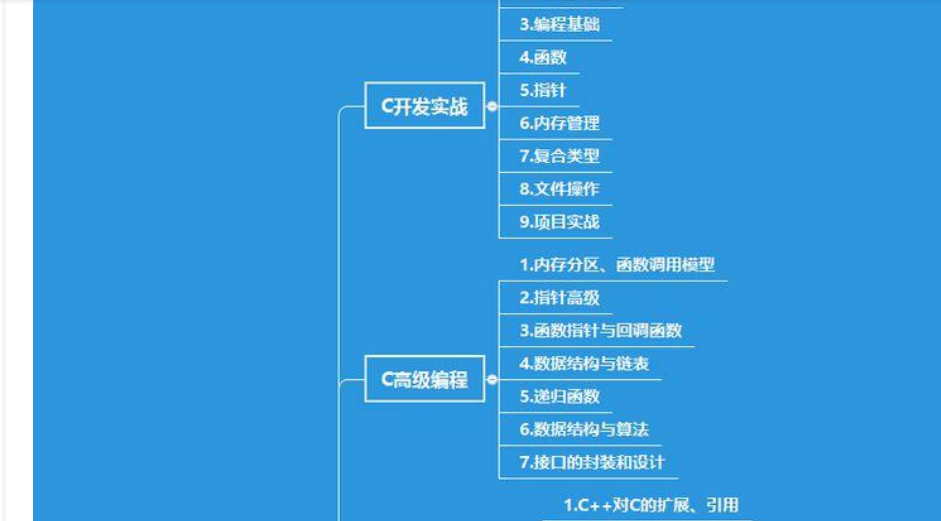 3.编程基础
4.函数
5.指针
C开发实战
6.内存管理
7.复合类型
8.文件操作
9.项目实战
1.内存分区、函数调用模型
2.指针高级
3.函数指针与回调函数
4.数据结构与链表
C高级编程
5.递归函数
6.数据结构与算法
7.接口的封装和设计
1.C++对C的扩展、引用